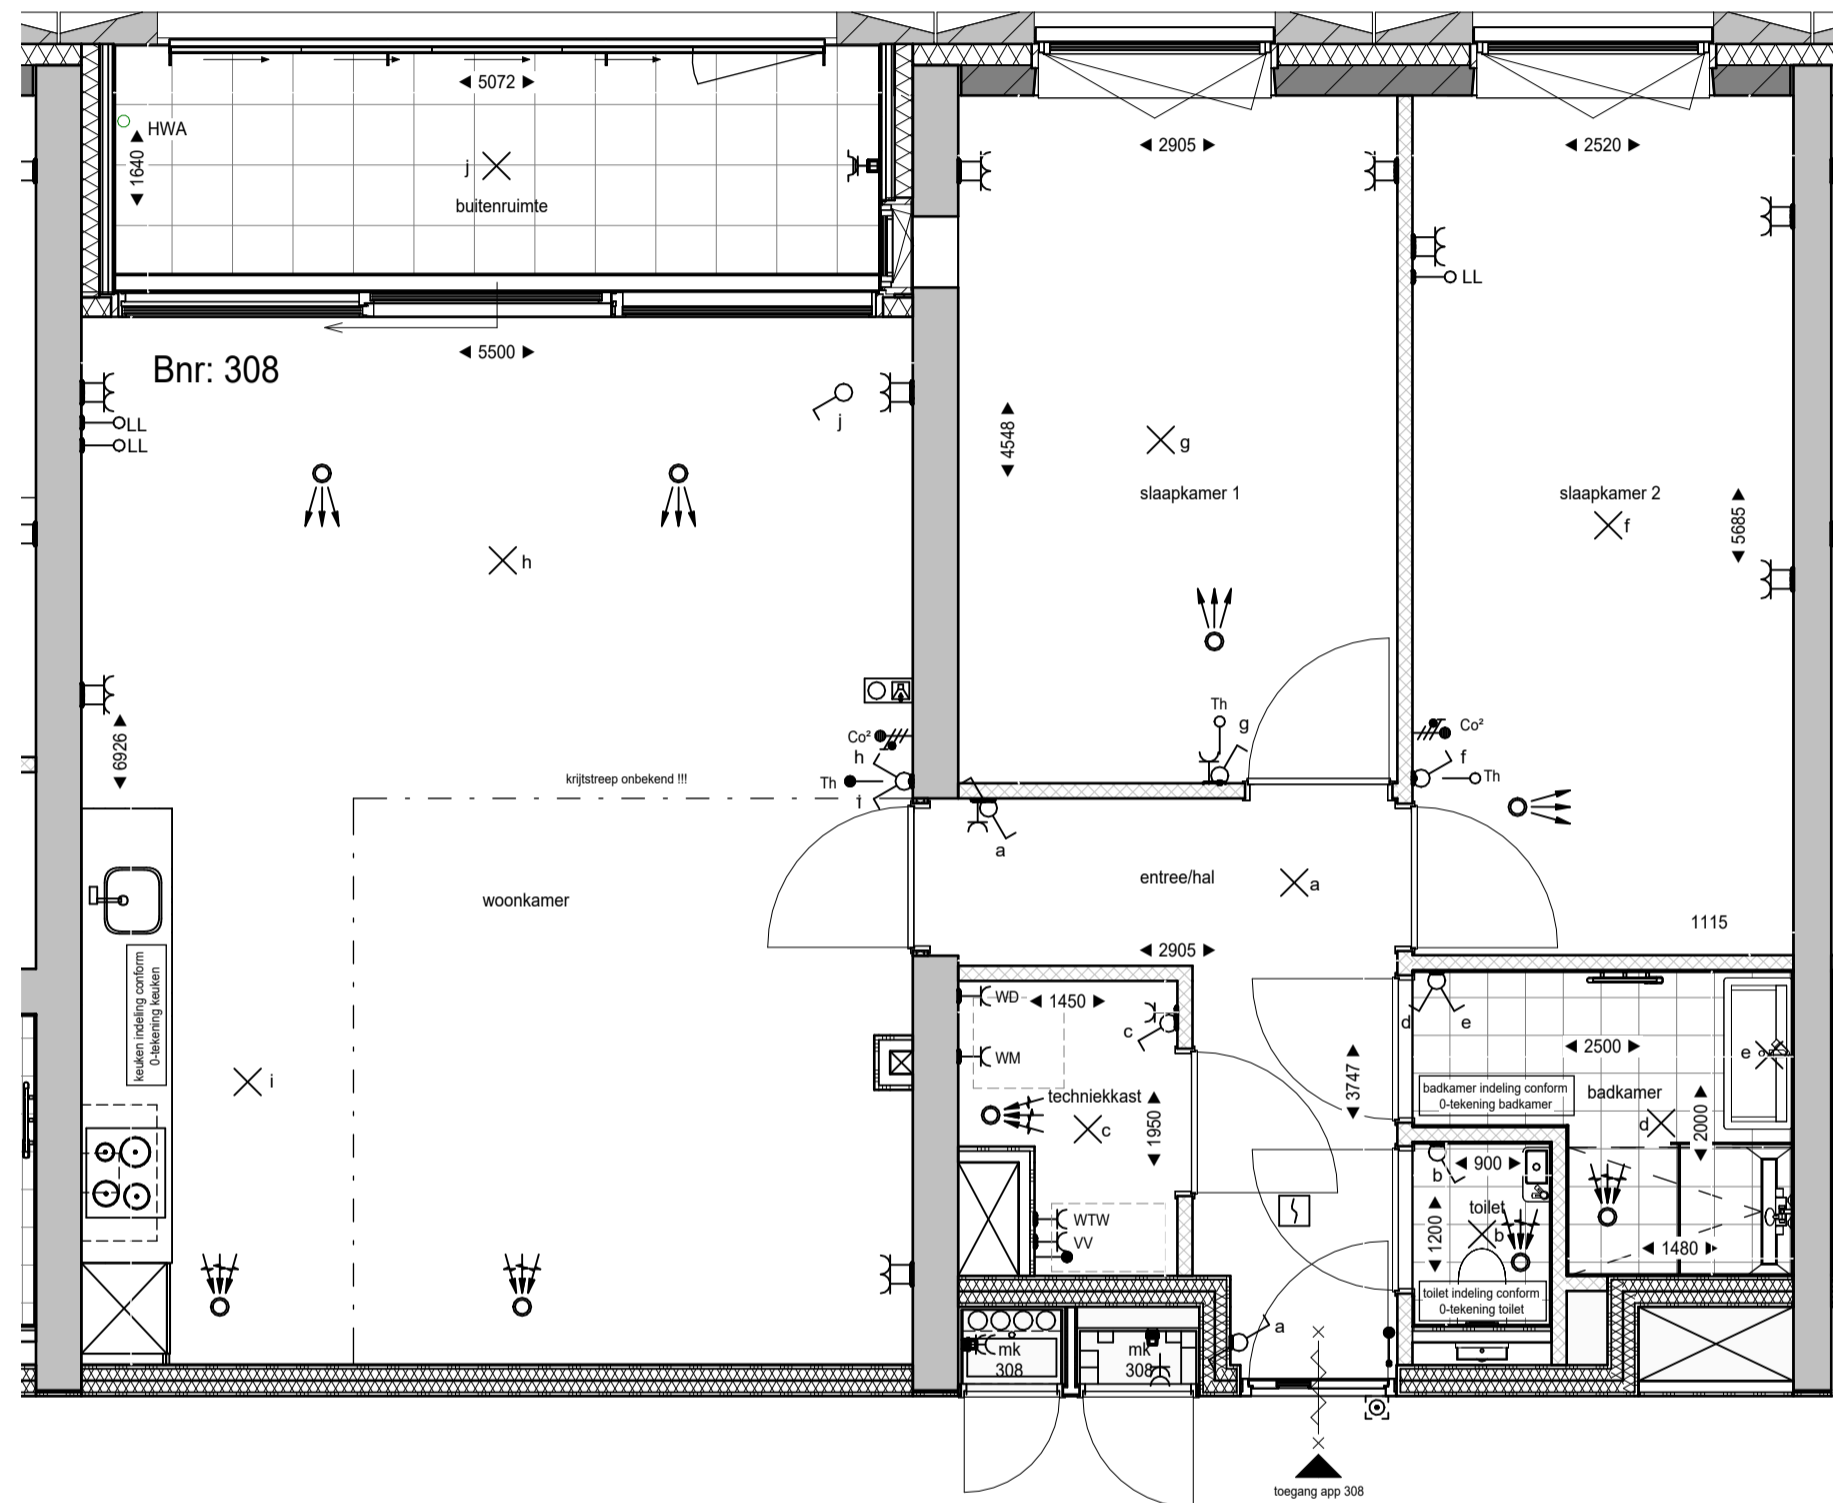 ◄ 5072 ►
HWA
◄ 1640 ►
j
buitenruimte
◄ 2905 ►
◄ 2520 ►
LL
◄ 5500 ►
Bnr: 308
j
LL
LL
◄ 4548 ►
g
slaapkamer 1
slaapkamer 2
f
◄ 5685 ►
h
Th
g
Co²
f
Th
◄ 6926 ►
Co²
h
Th
i
krijtstreep onbekend !!!
a
entree/hal
a
woonkamer
1115
◄ 2905 ►
keuken indeling conform
0-tekening keuken
WD
◄ 1450 ►
c
WM
d
e
◄ 2500 ►
e
i
techniekkast
c
◄ 1950 ►
◄ 3747 ►
badkamer indeling conform
0-tekening badkamer
badkamer
d
◄ 2000 ►
b
◄ 900 ►
toilet
b
◄ 1200 ►
WTW
VV
◄ 1480 ►
toilet indeling conform
0-tekening toilet
a
mk
308
mk
308
toegang app 308